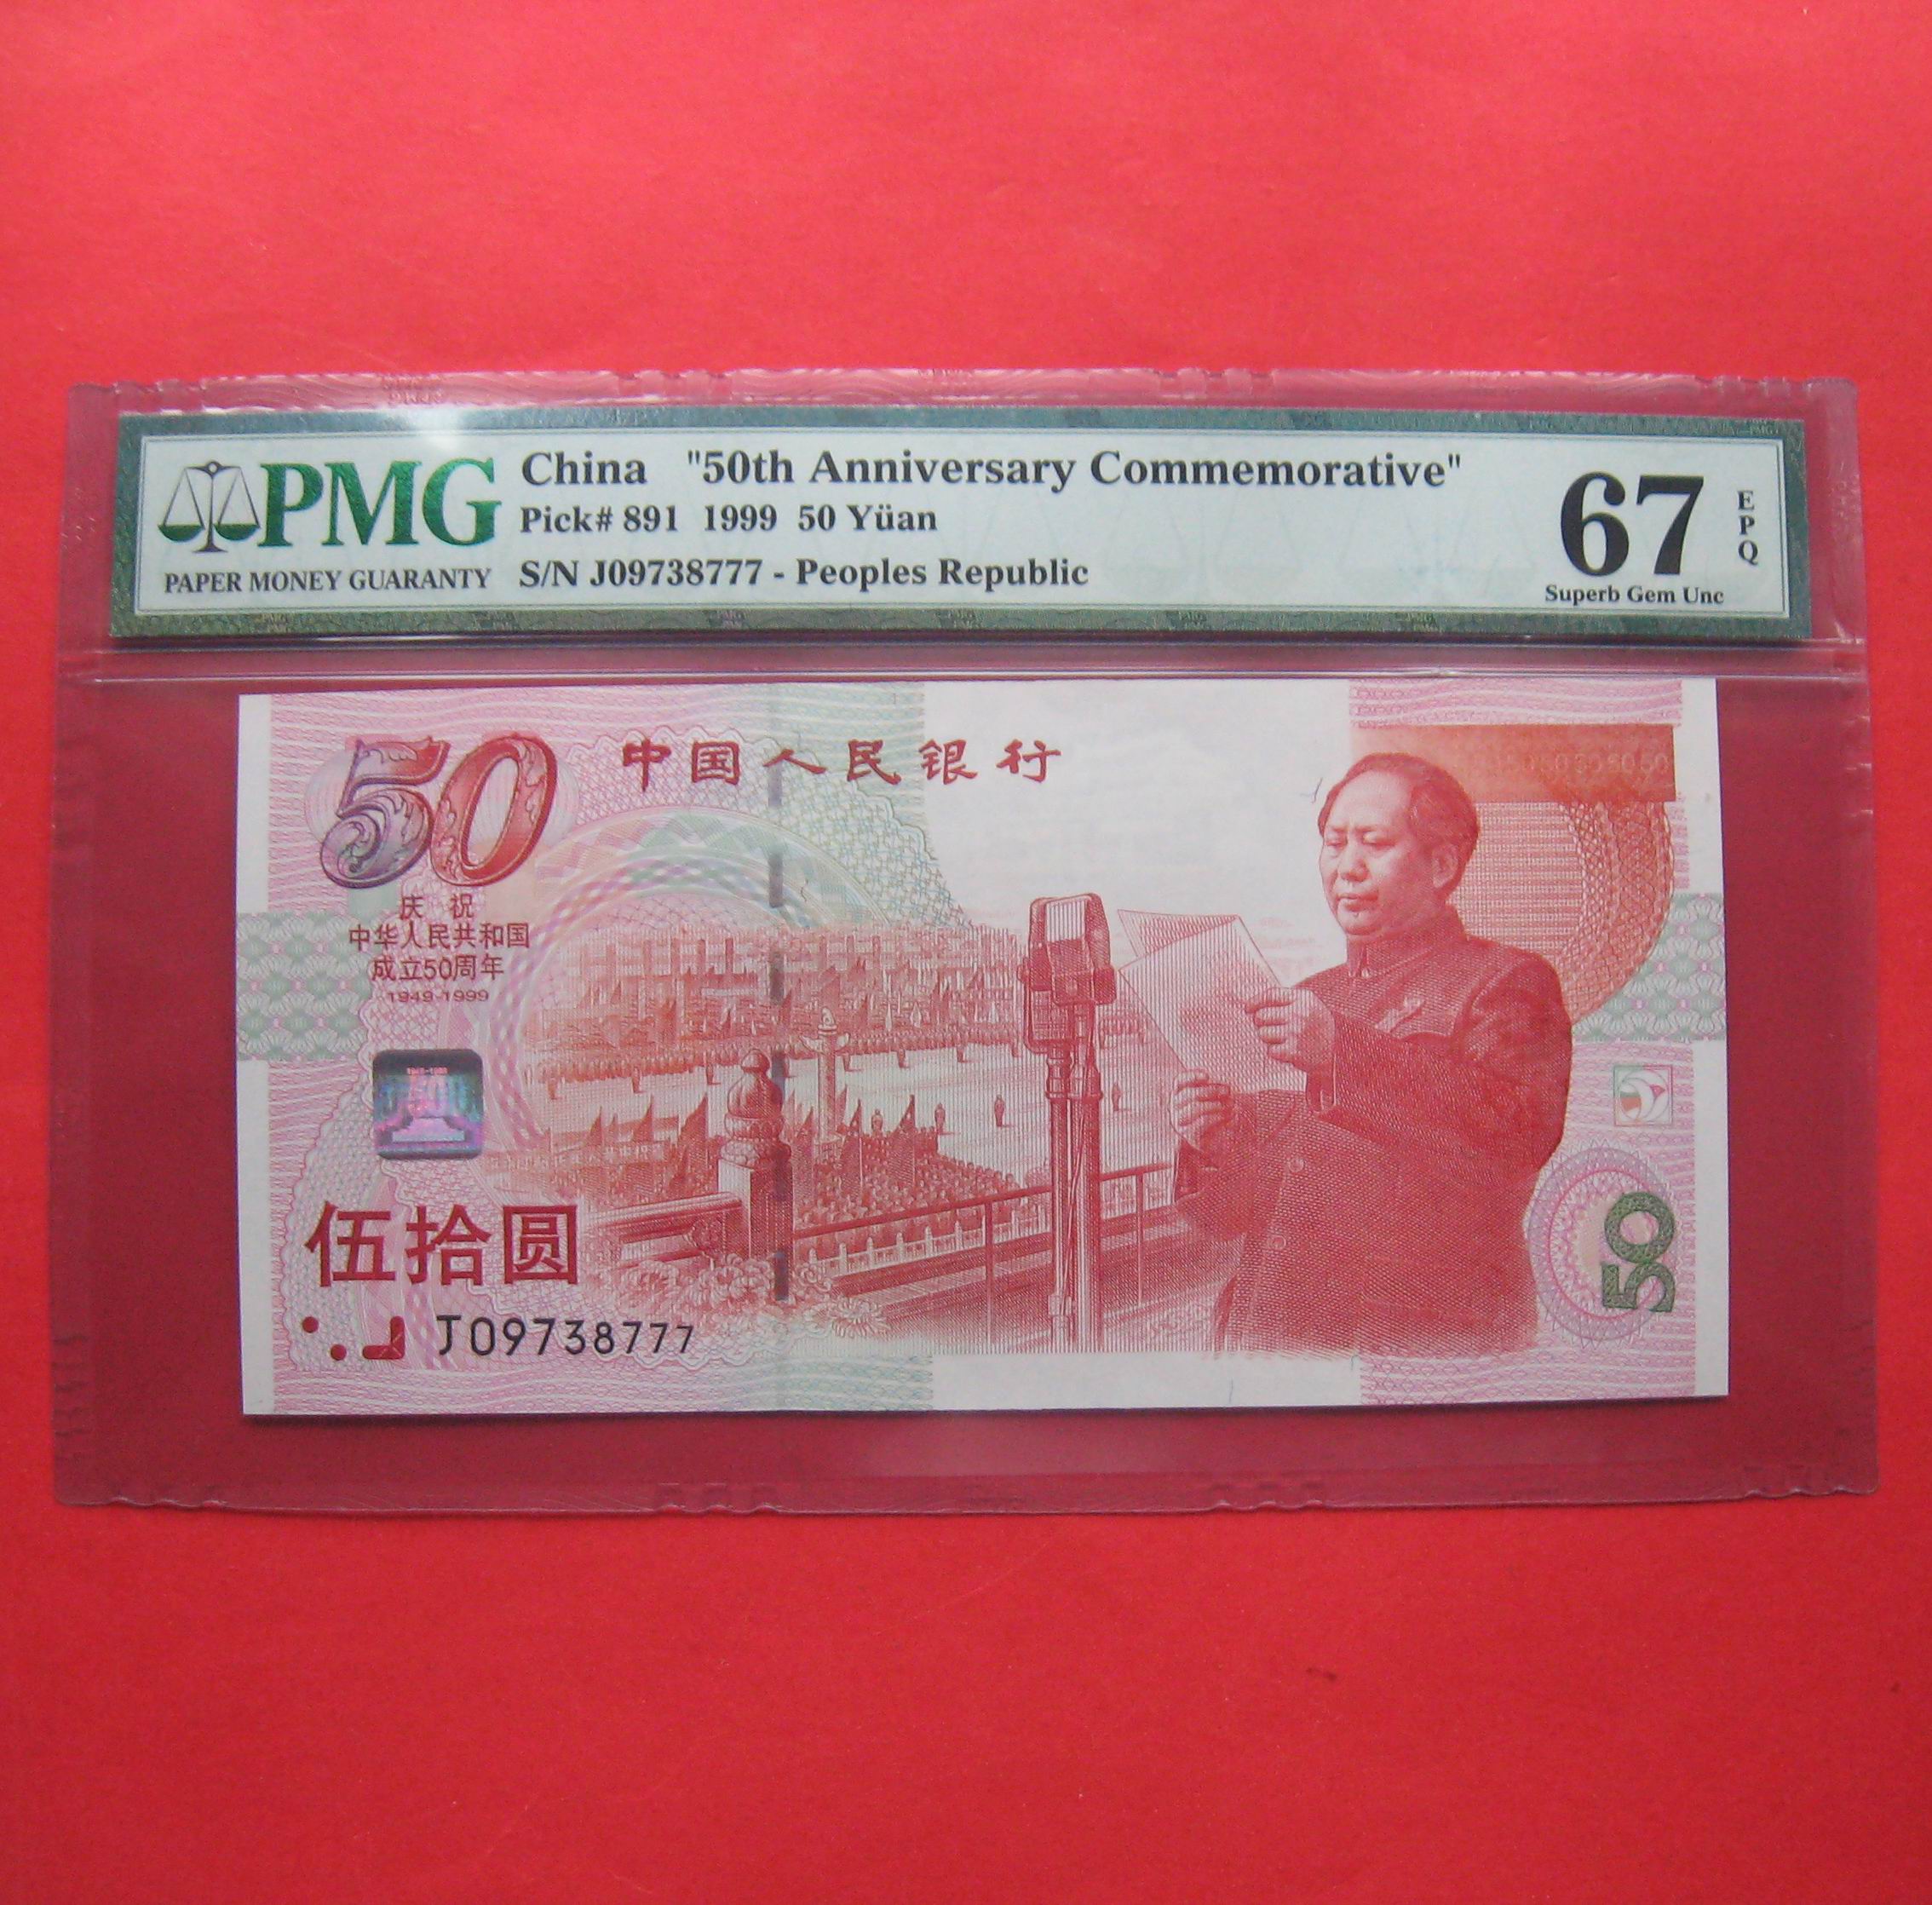 PMG
PAPER MONEY GUARANTY
China "50th Anniversary Commemorative"
Pick# 891 1999 50 Yüan
S/N J09738777 - Peoples Republic
67
EPQ
Superb Gem Unc
50
中国人民银行
庆祝
中华人民共和国
成立50周年
1949-1999
伍拾圆
J09738777
50